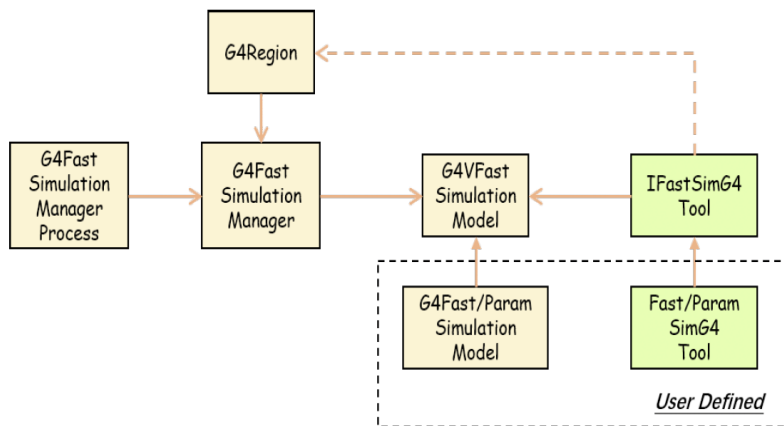 G4Region
G4Fast
Simulation
Manager
Process
G4Fast
Simulation
Manager
G4VFast
Simulation
Model
IFastSimG4
Tool
G4Fast/Param
Simulation
Model
Fast/Param
SimG4
Tool
User Defined